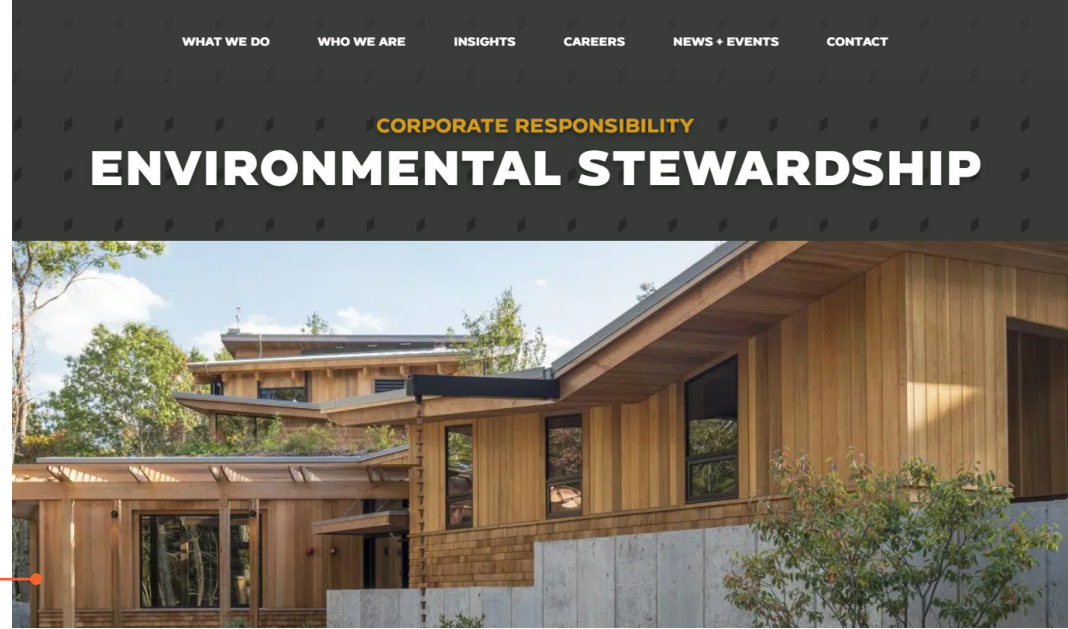 WHAT WE DO WHO WE ARE INSIGHTS CAREERS NEWS + EVENTS CONTACT
CORPORATE RESPONSIBILITY
ENVIRONMENTAL STEWARDSHIP